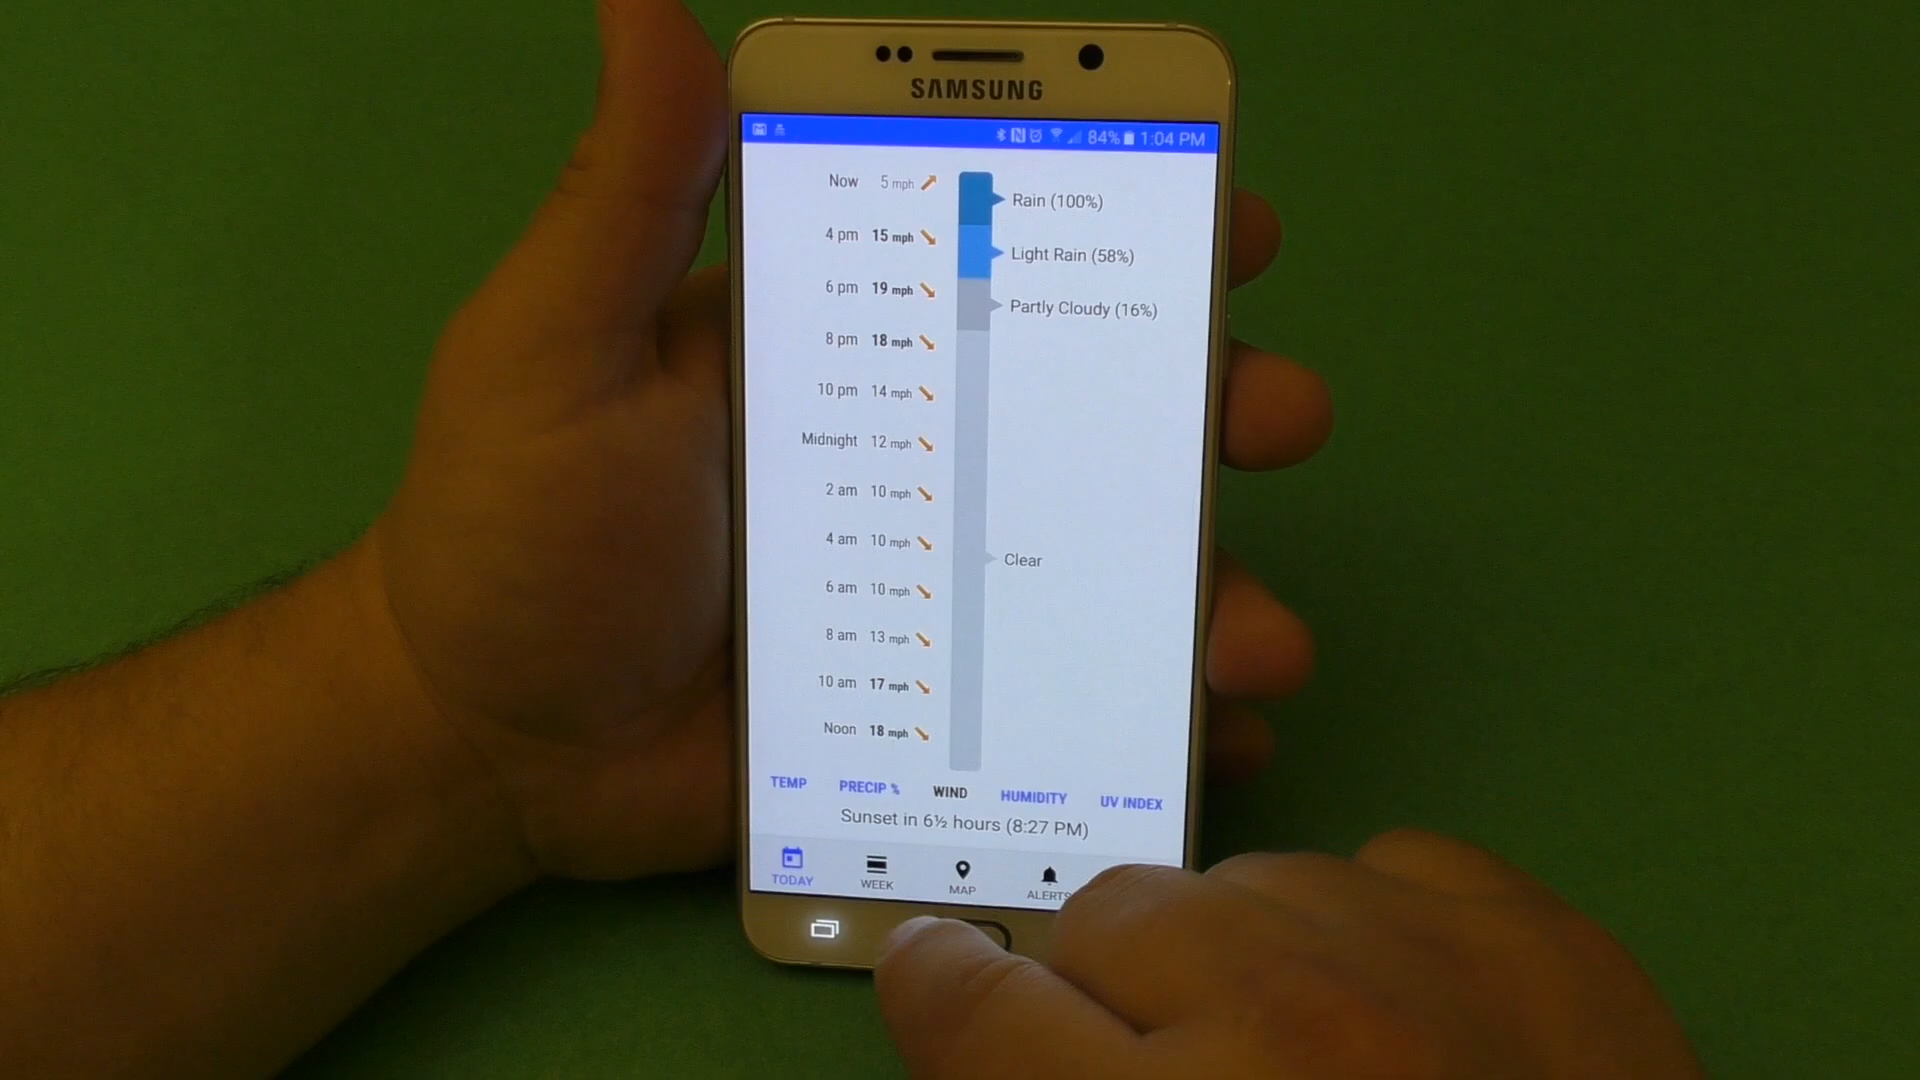 SAMSUNG
84% 1:04 PM
Now 5 mph Rain (100%)
4 pm 15 mph Light Rain (58%)
6 pm 19 mph Partly Cloudy (16%)
8 pm 18 mph
10 pm 14 mph
Midnight 12 mph
2 am 10 mph
4 am 10 mph Clear
6 am 10 mph
8 am 13 mph
10 am 17 mph
Noon 18 mph
TEMP PRECIP % WIND HUMIDITY UV INDEX
Sunset in 6½ hours (8:27 PM)
TODAY WEEK MAP ALERTS